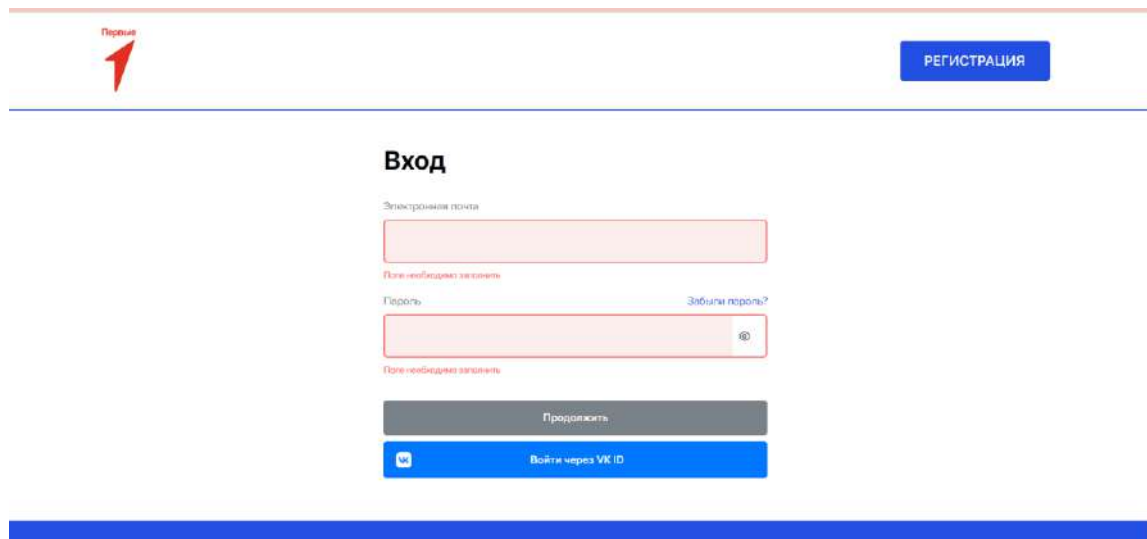 Первые
РЕГИСТРАЦИЯ
Вход
Электронная почта
Поле необходимо заполнить
Пароль
Забыли пароль?
Поле необходимо заполнить
Продолжить
Войти через VK ID